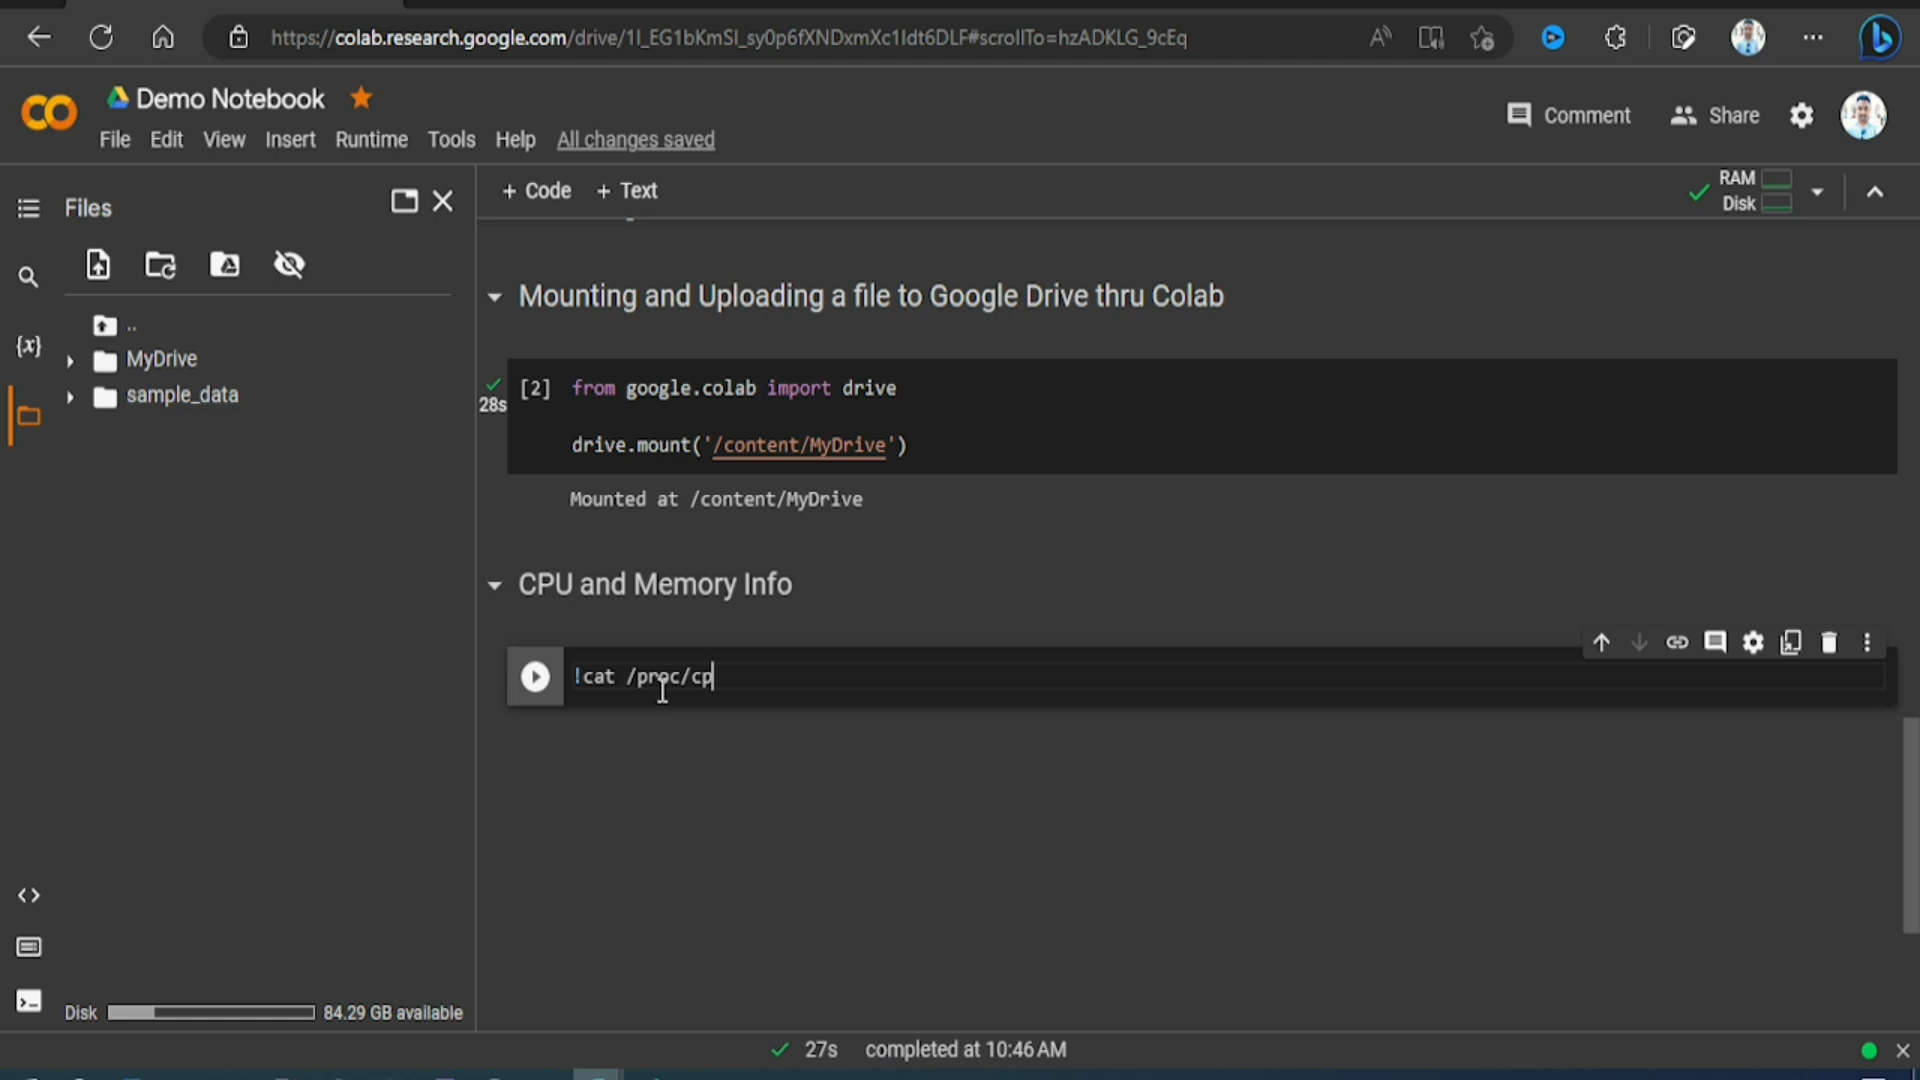 https://colab.research.google.com/drive/1I_EG1bKmSI_sy0p6fXNDxmXc1Idt6DLF#scrollTo=hzADKLG_9cEq
Demo Notebook
File Edit View Insert Runtime Tools Help All changes saved
Comment
Share
Files
+ Code + Text
RAM
Disk
..
MyDrive
sample_data
Mounting and Uploading a file to Google Drive thru Colab
28s
[2] from google.colab import drive
drive.mount('/content/MyDrive')
Mounted at /content/MyDrive
CPU and Memory Info
!cat /proc/cp
Disk 84.29 GB available
27s completed at 10:46 AM